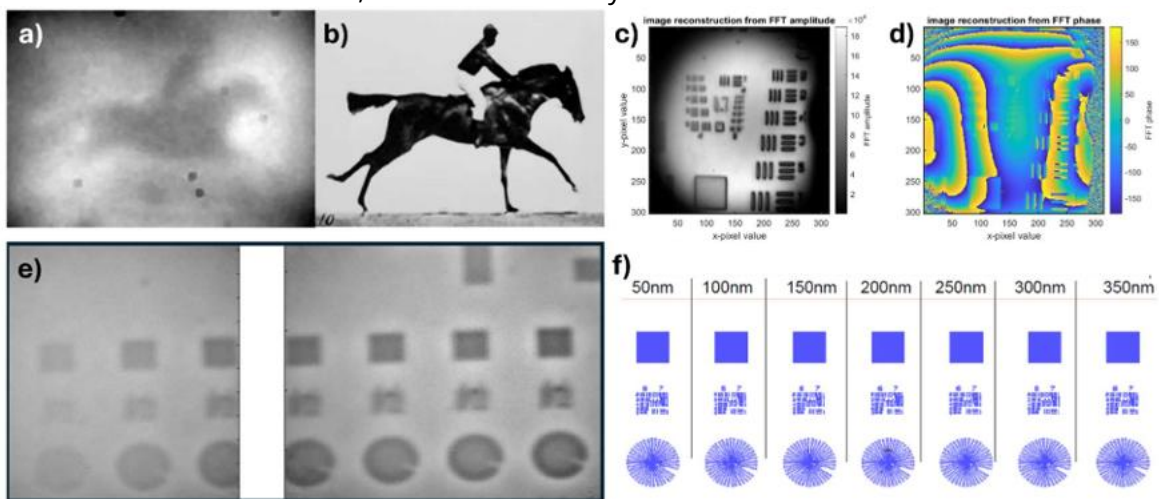 a)
b)
10
c)
image reconstruction from FFT amplitude
y-pixel value
50
100
150
200
250
300
50 100 150 200 250 300
x-pixel value
18
16
14
12
10
8
6
4
2
FFT amplitude
d)
image reconstruction from FFT phase
50
100
150
200
250
300
50 100 150 200 250 300
x-pixel value
150
100
50
0
-50
-100
-150
FFT phase
e)
f)
50nm 100nm 150nm 200nm 250nm 300nm 350nm